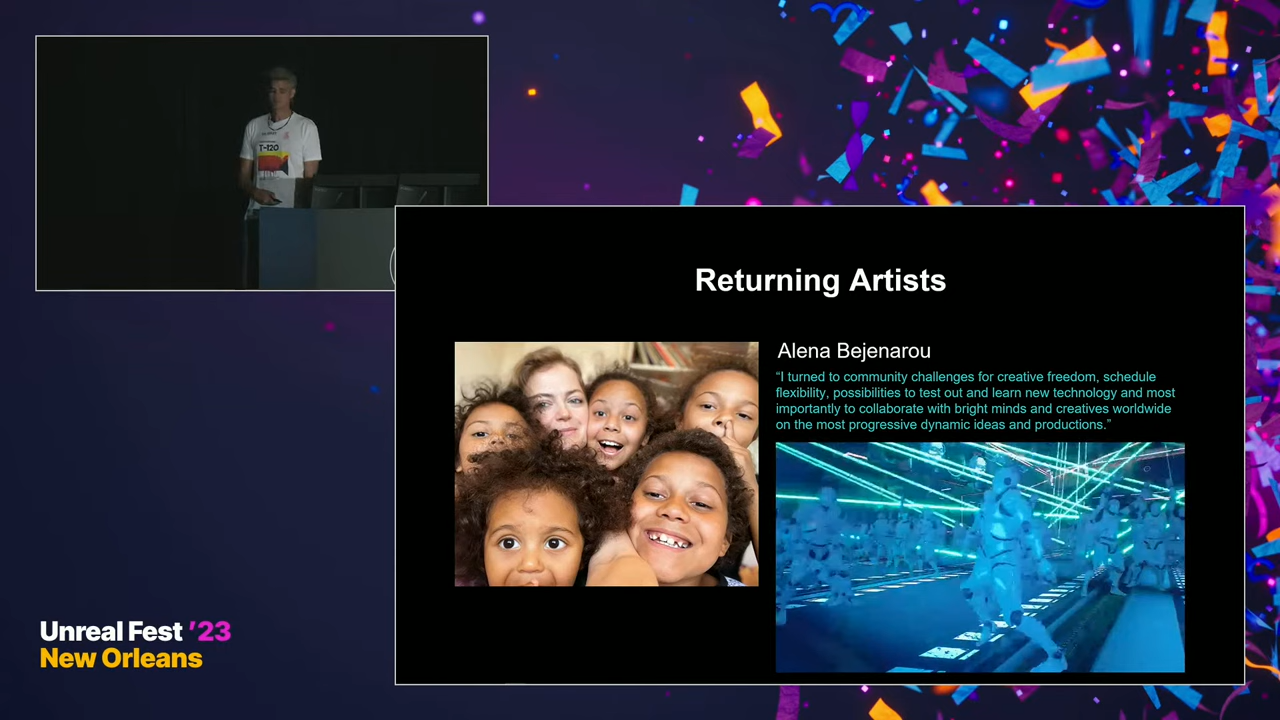 T-120
Returning Artists
Alena Bejenarou
“I turned to community challenges for creative freedom, schedule
flexibility, possibilities to test out and learn new technology and most
importantly to collaborate with bright minds and creatives worldwide
on the most progressive dynamic ideas and productions.”
Unreal Fest ’23
New Orleans